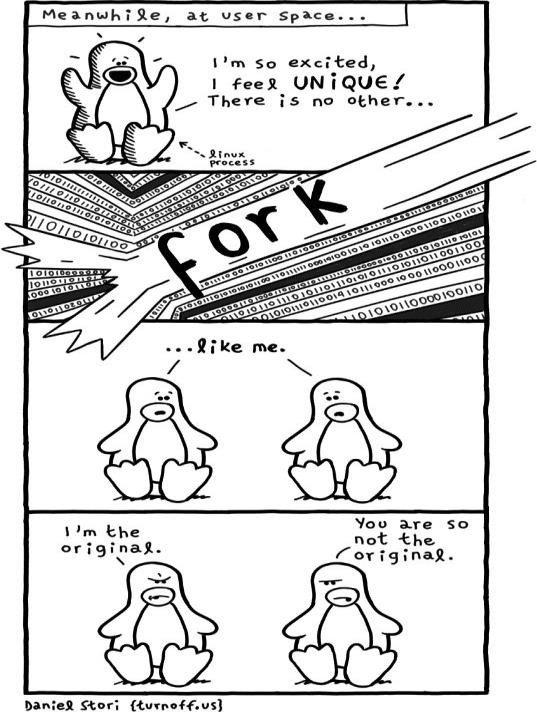 Meanwhile, at user space...
I'm so excited,
I feel UNiQUE!
There is no other...
linux
process
fork
...like me.
I'm the
original.
You are so
not the
original.
Daniel Stori {turnoff.us}